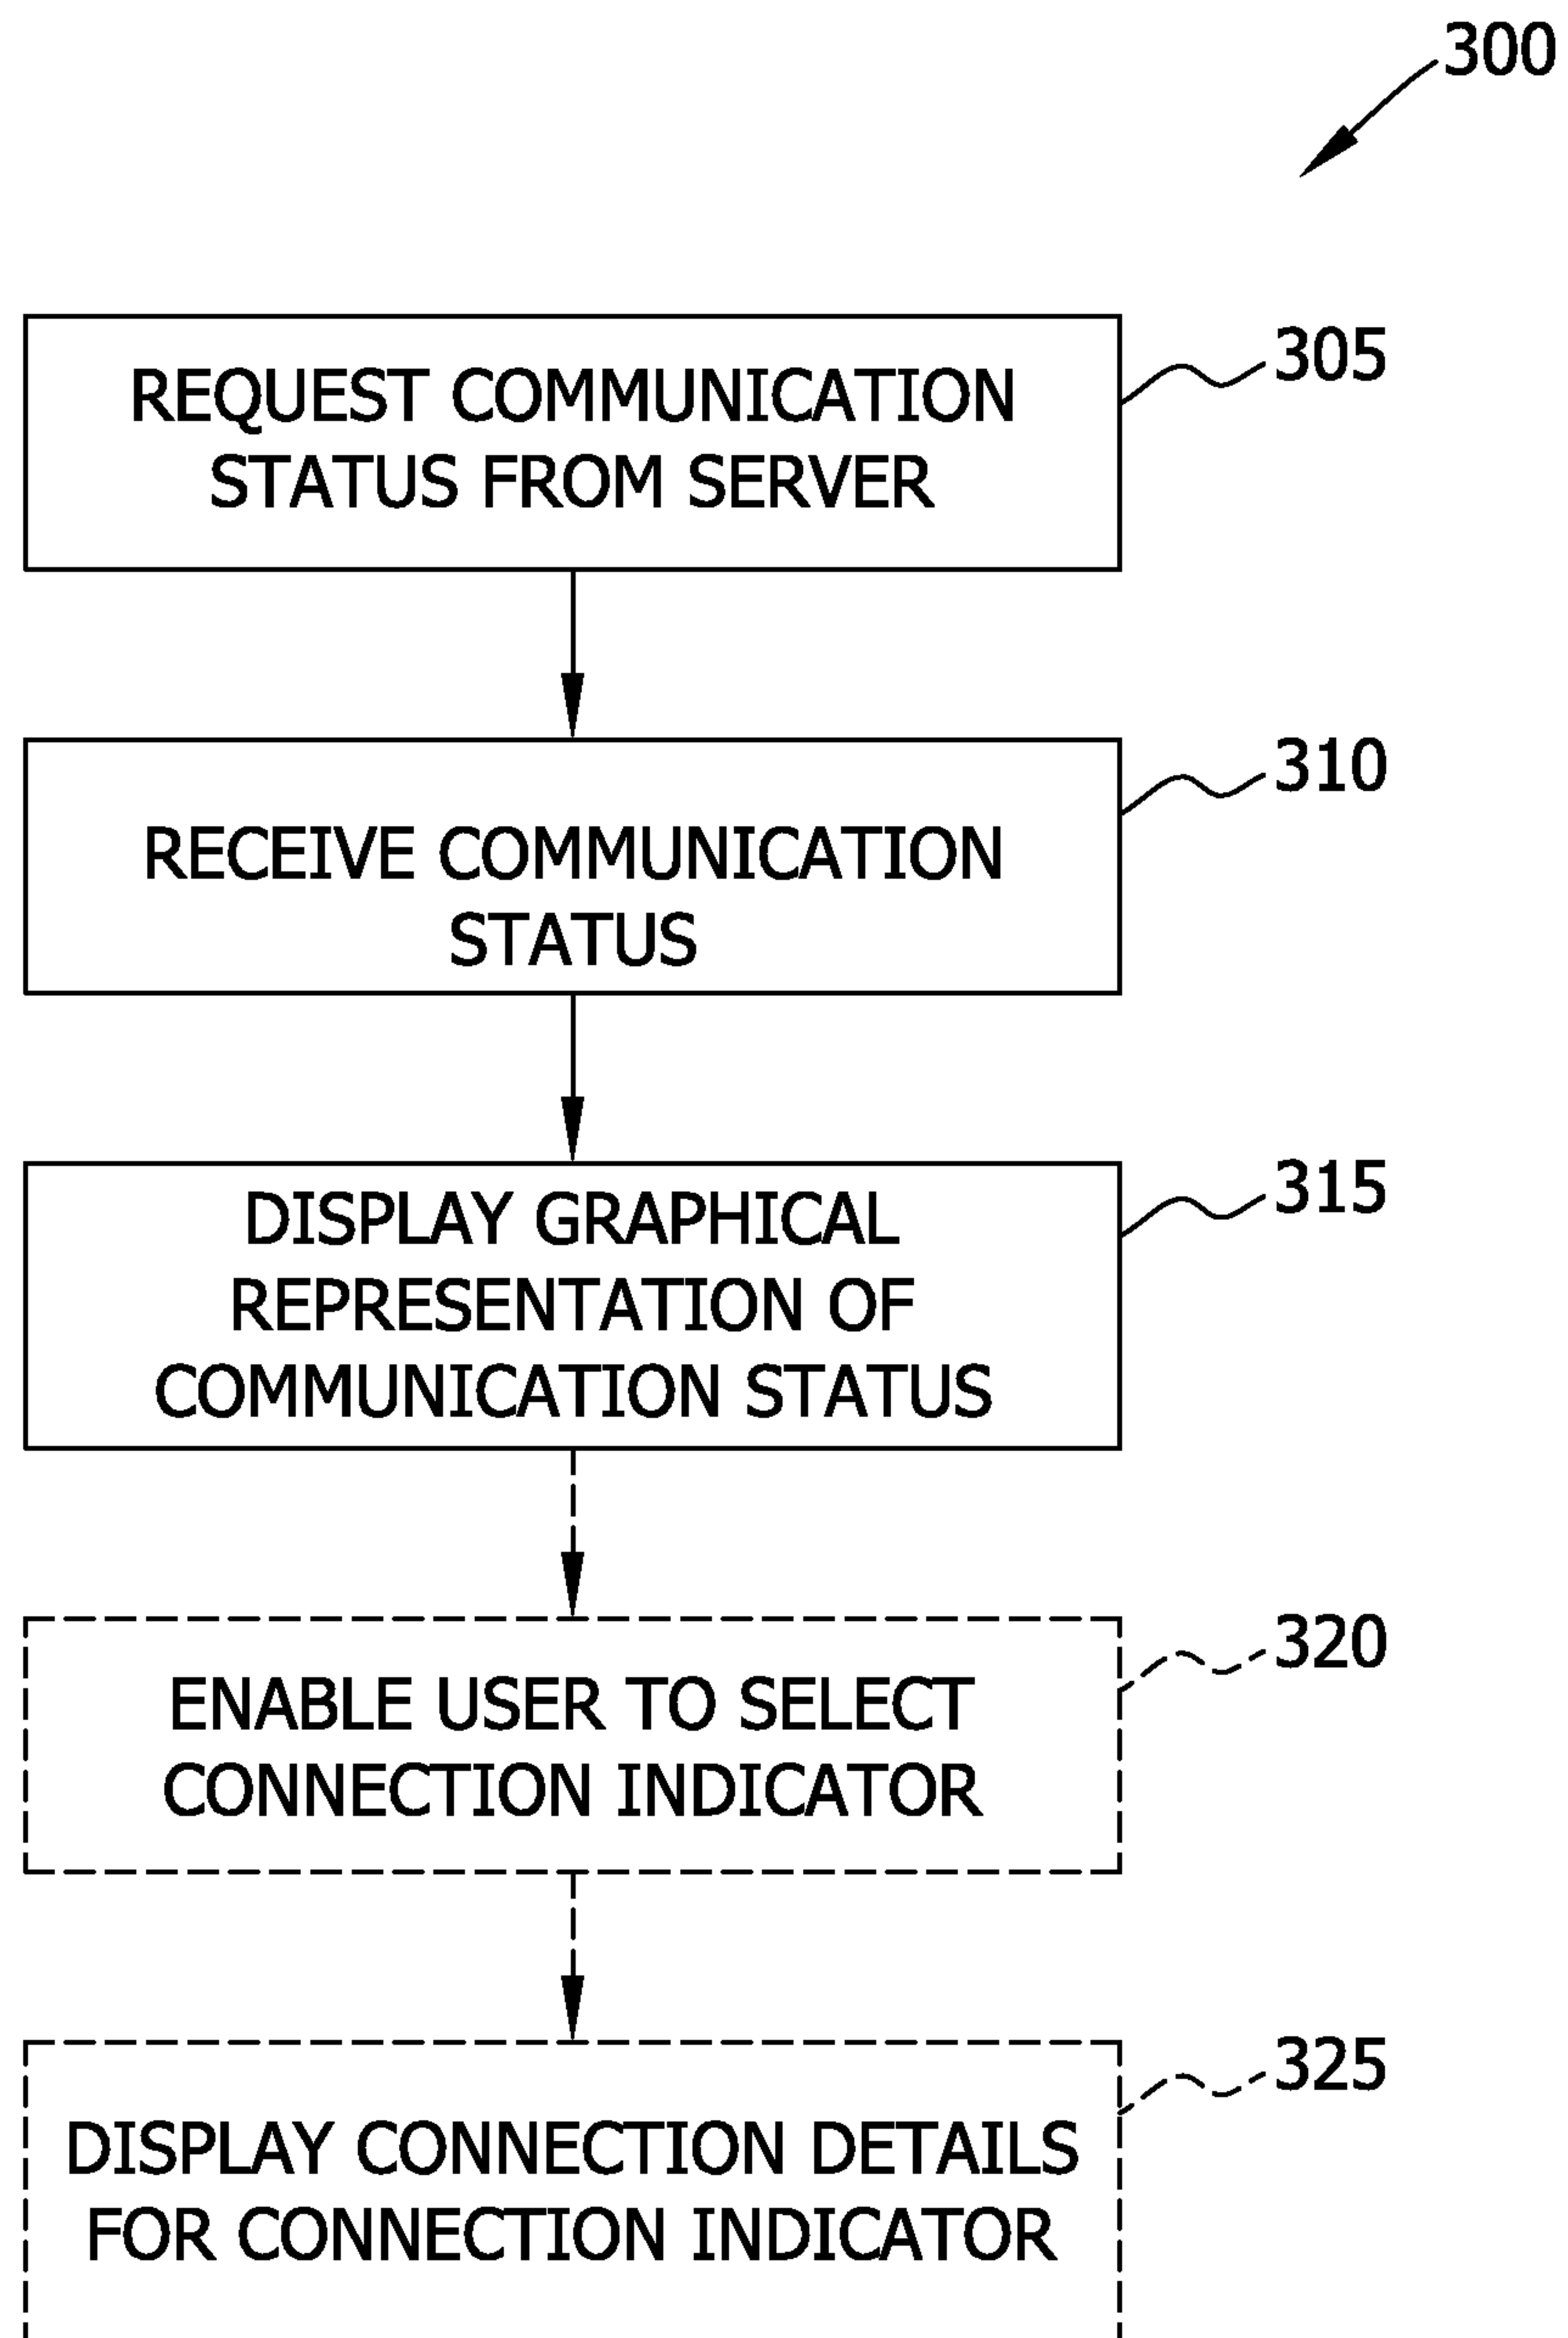 300
REQUEST COMMUNICATION
STATUS FROM SERVER
305
RECEIVE COMMUNICATION
STATUS
310
DISPLAY GRAPHICAL
REPRESENTATION OF
COMMUNICATION STATUS
315
ENABLE USER TO SELECT
CONNECTION INDICATOR
320
DISPLAY CONNECTION DETAILS
FOR CONNECTION INDICATOR
325